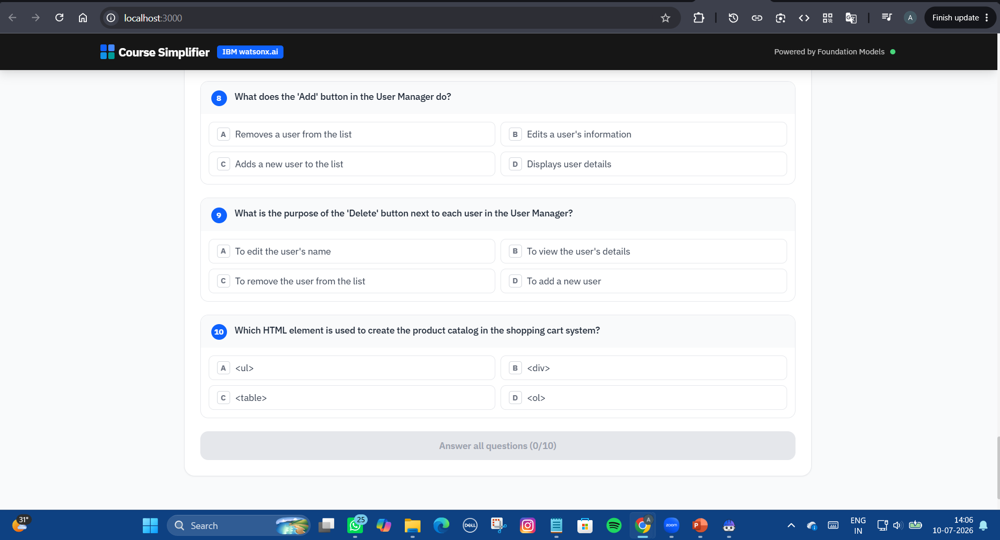 localhost:3000
A
Finish update
Course Simplifier
IBM watsonx.ai
Powered by Foundation Models
8
What does the 'Add' button in the User Manager do?
A Removes a user from the list
B Edits a user's information
C Adds a new user to the list
D Displays user details
9
What is the purpose of the 'Delete' button next to each user in the User Manager?
A To edit the user's name
B To view the user's details
C To remove the user from the list
D To add a new user
10
Which HTML element is used to create the product catalog in the shopping cart system?
A <ul>
B <div>
C <table>
D <ol>
Answer all questions (0/10)
31°
Search
25
DELL
A
zoom
P
ENG
IN
14:06
10-07-2026